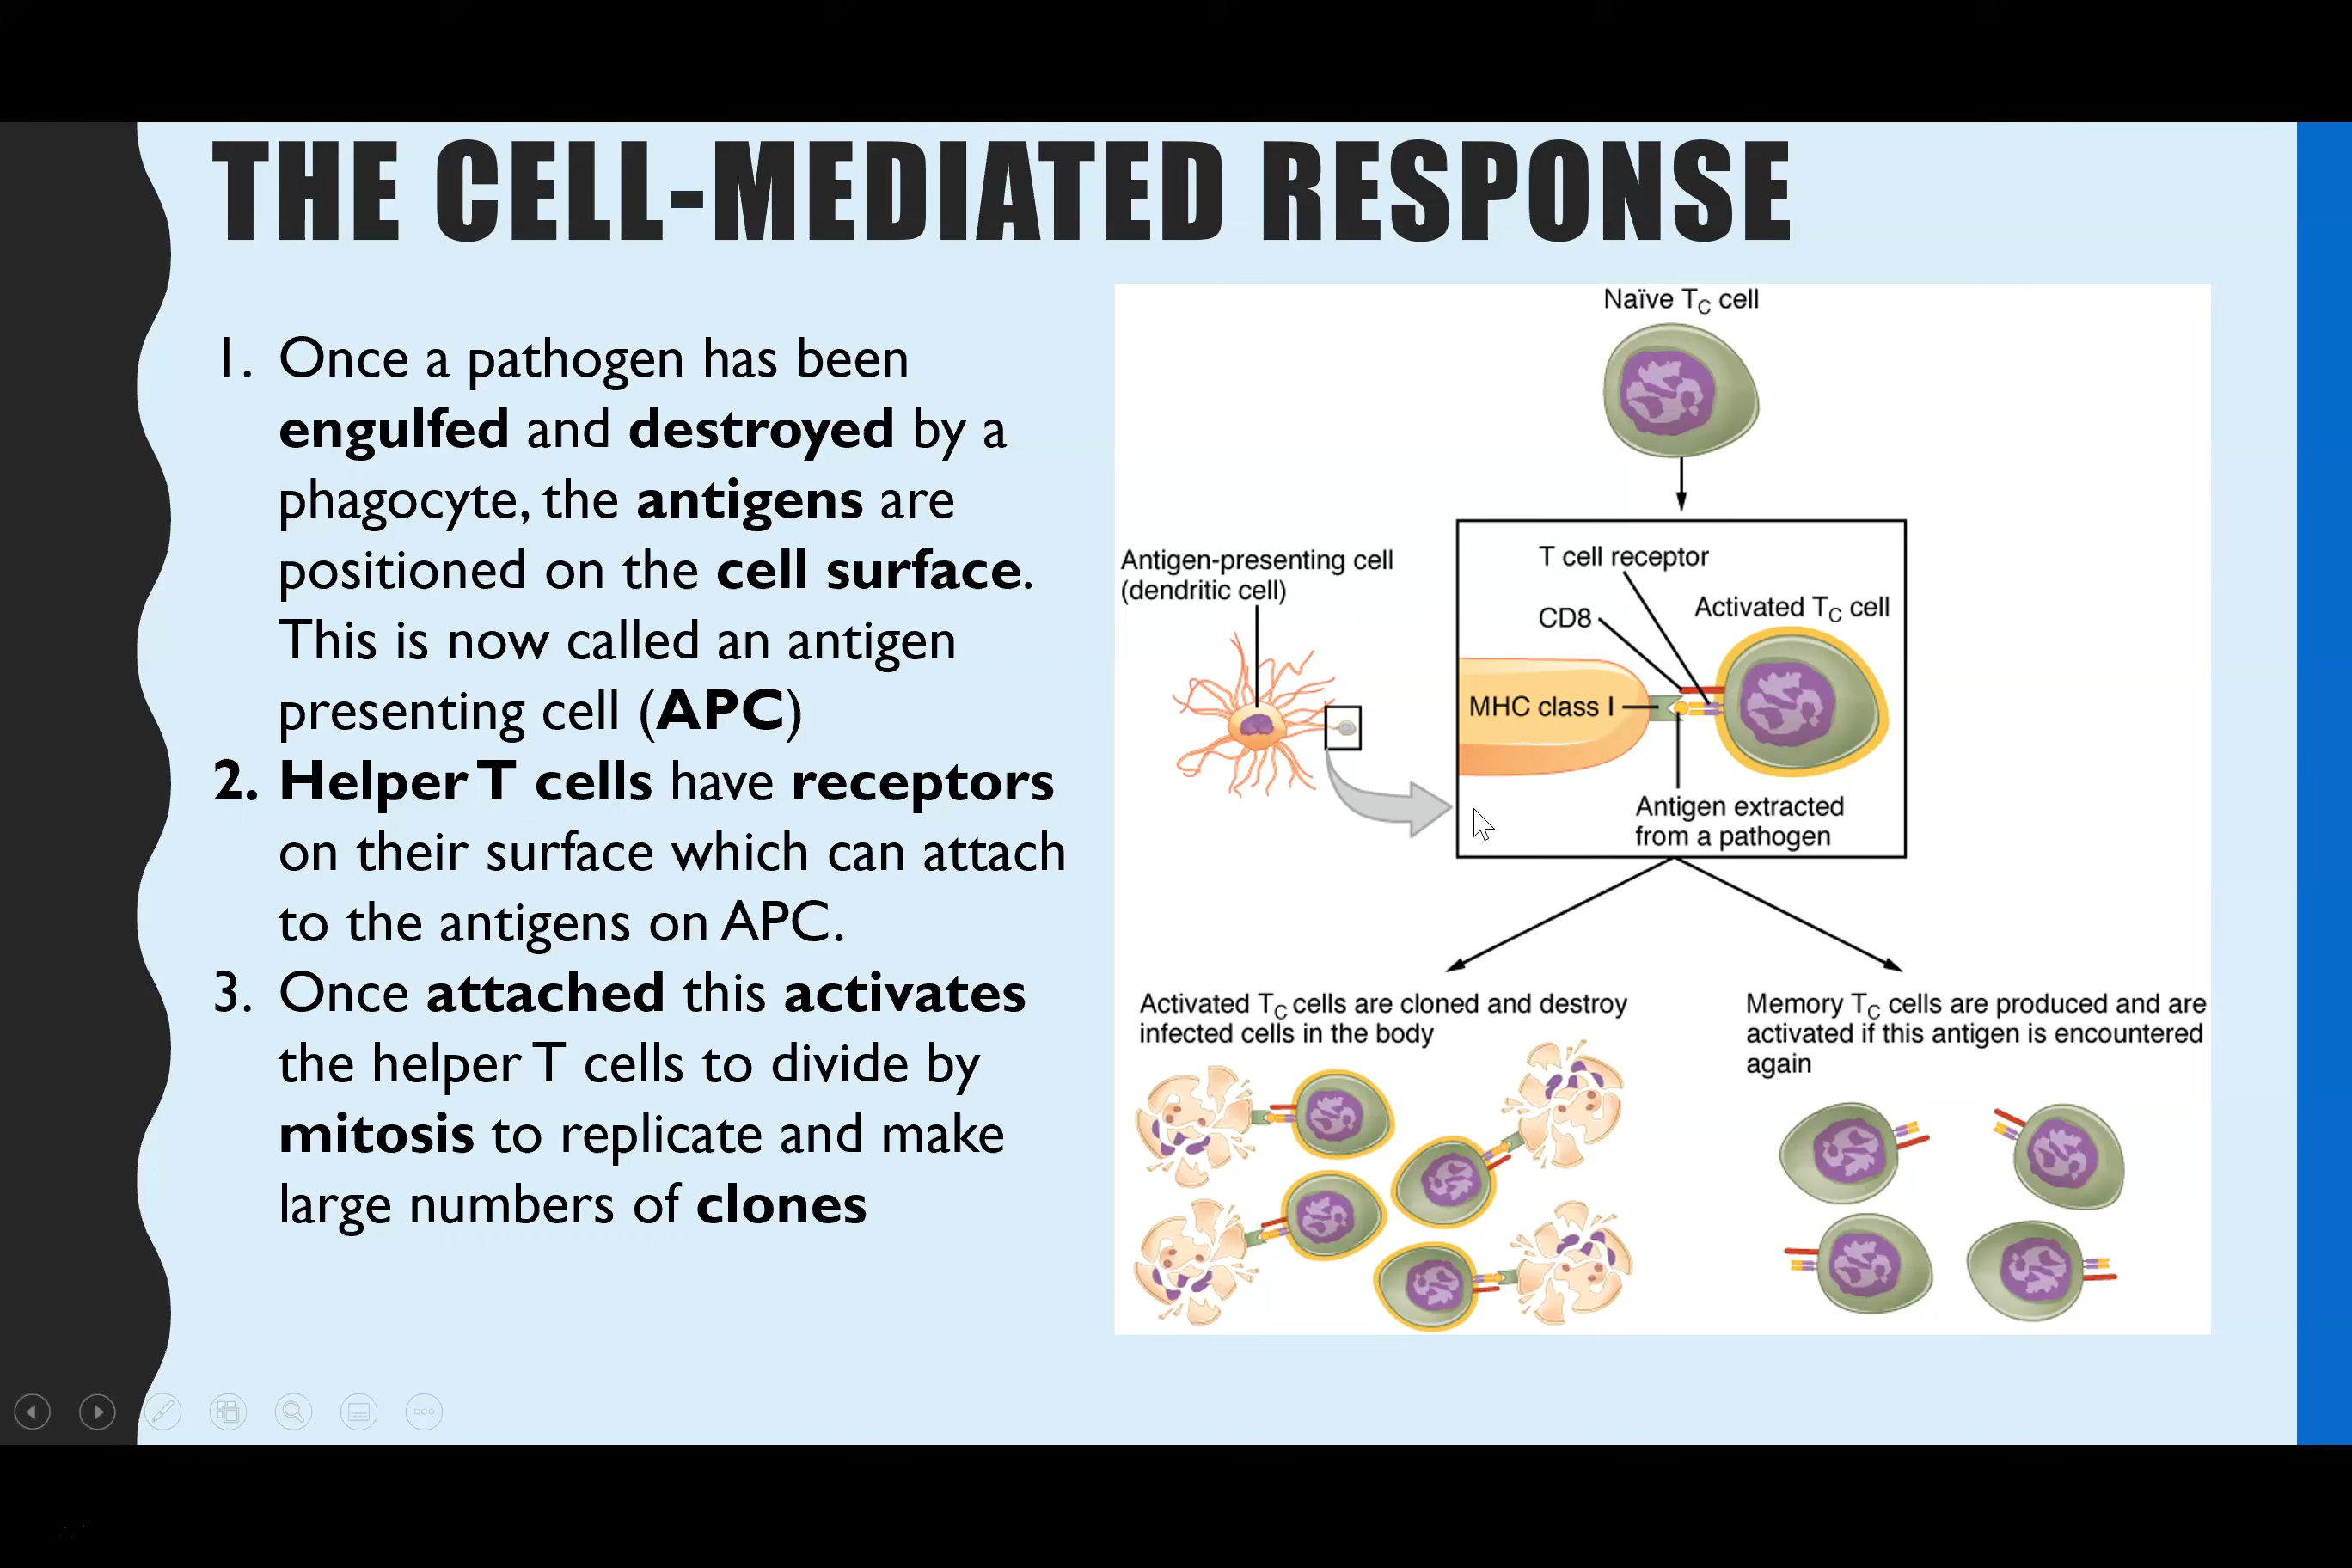 THE CELL-MEDIATED RESPONSE
1. Once a pathogen has been
engulfed and destroyed by a
phagocyte, the antigens are
positioned on the cell surface.
This is now called an antigen
presenting cell (APC)
2. Helper T cells have receptors
on their surface which can attach
to the antigens on APC.
3. Once attached this activates
the helper T cells to divide by
mitosis to replicate and make
large numbers of clones
Naïve TC cell
Antigen-presenting cell
(dendritic cell)
T cell receptor
CD8
Activated TC cell
MHC class I
Antigen extracted
from a pathogen
Activated TC cells are cloned and destroy
infected cells in the body
Memory TC cells are produced and are
activated if this antigen is encountered
again